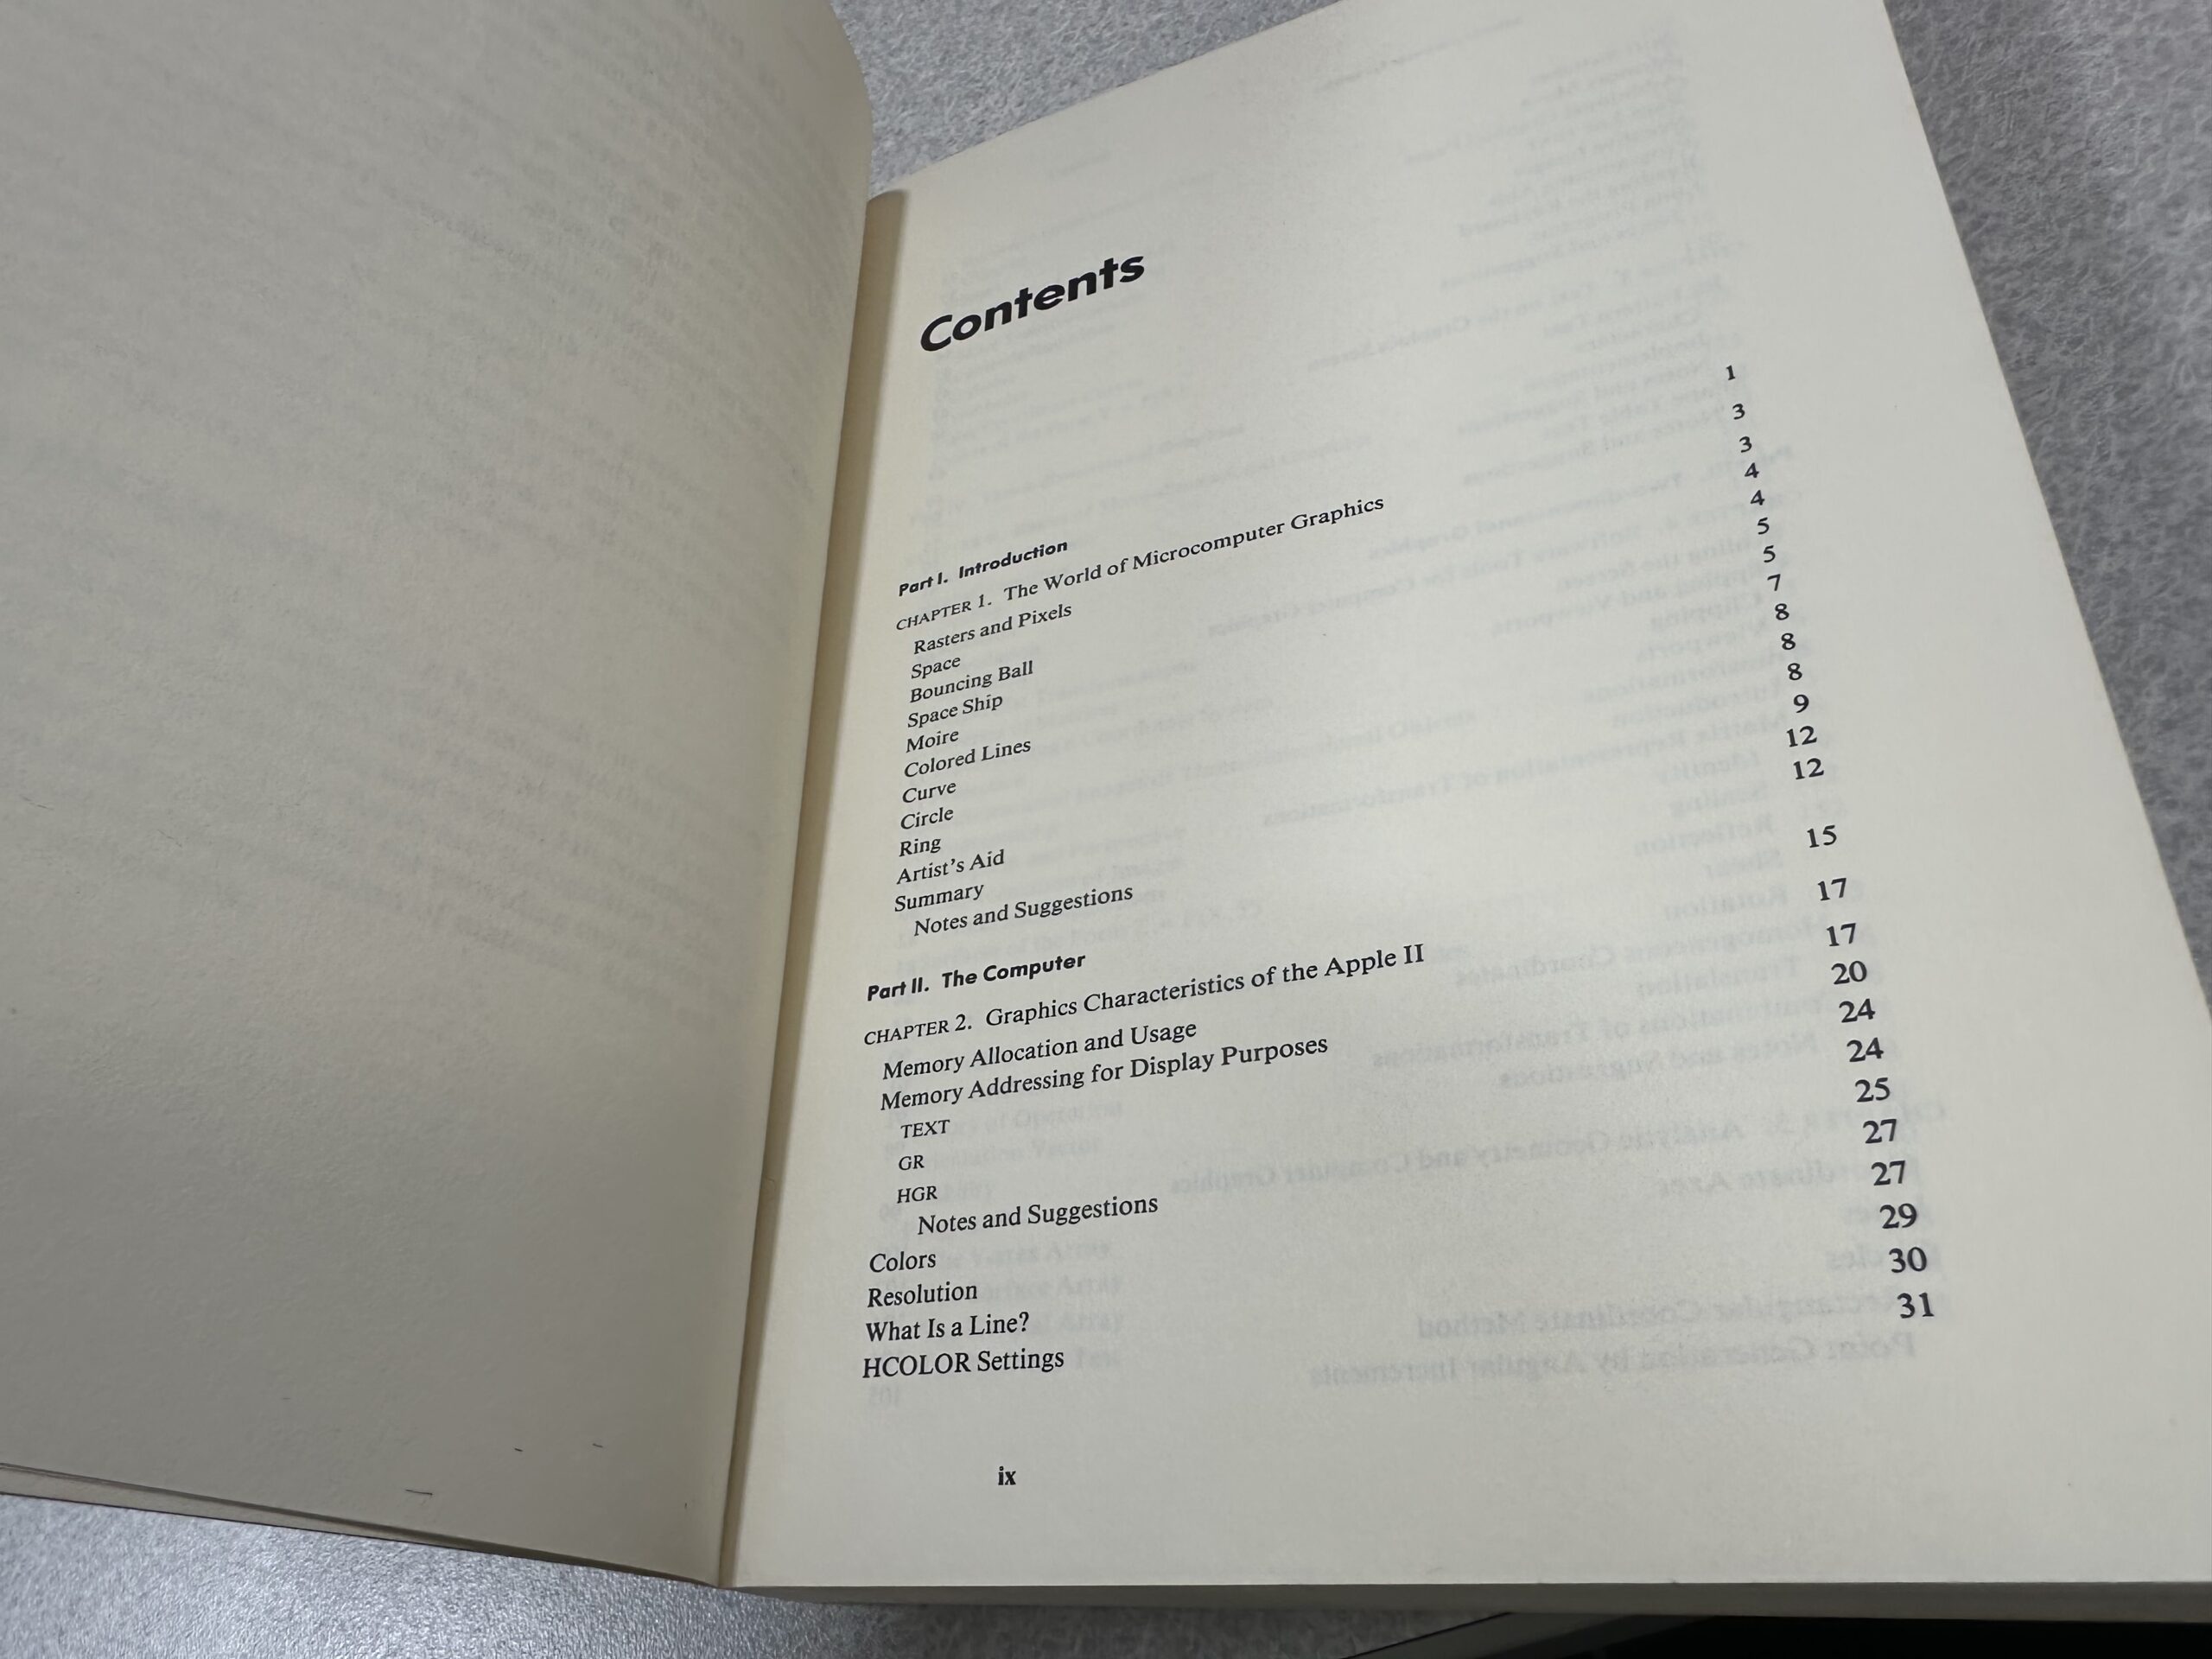 Contents
Part I. Introduction 1
CHAPTER 1. The World of Microcomputer Graphics 3
Rasters and Pixels 3
Space 4
Bouncing Ball 4
Space Ship 5
Moire 5
Colored Lines 7
Curve 8
Circle 8
Ring 8
Artist's Aid 9
Summary 12
Notes and Suggestions 12
Part II. The Computer 15
CHAPTER 2. Graphics Characteristics of the Apple II 17
Memory Allocation and Usage 17
Memory Addressing for Display Purposes 20
TEXT 24
GR 24
HGR 25
Notes and Suggestions 27
Colors 27
Resolution 29
What Is a Line? 30
HCOLOR Settings 31
ix